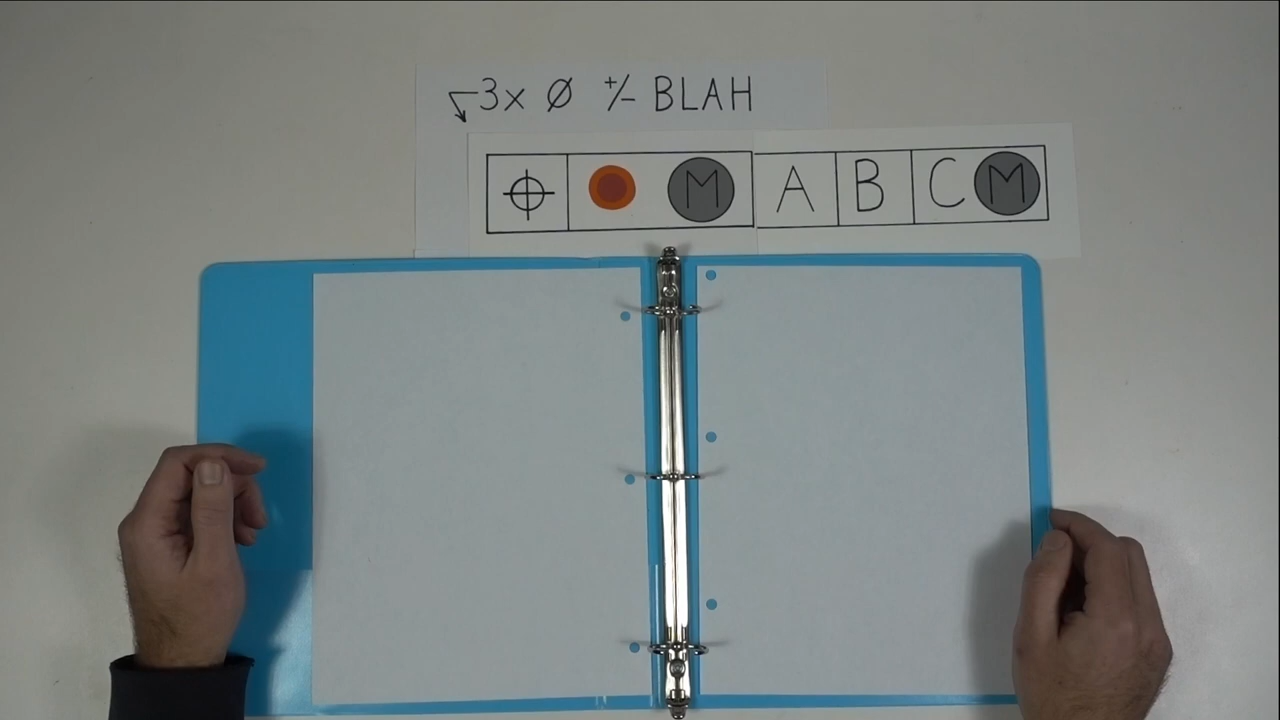 3x Ø +/- BLAH
⌖ M A B C M